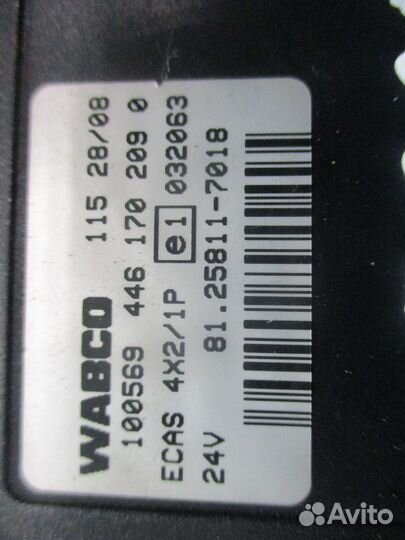 WABCO 115 28/08
100569 446 170 209 0
ECAS 4X2/1P e1 032063
24V 81.25811-7018
Avito